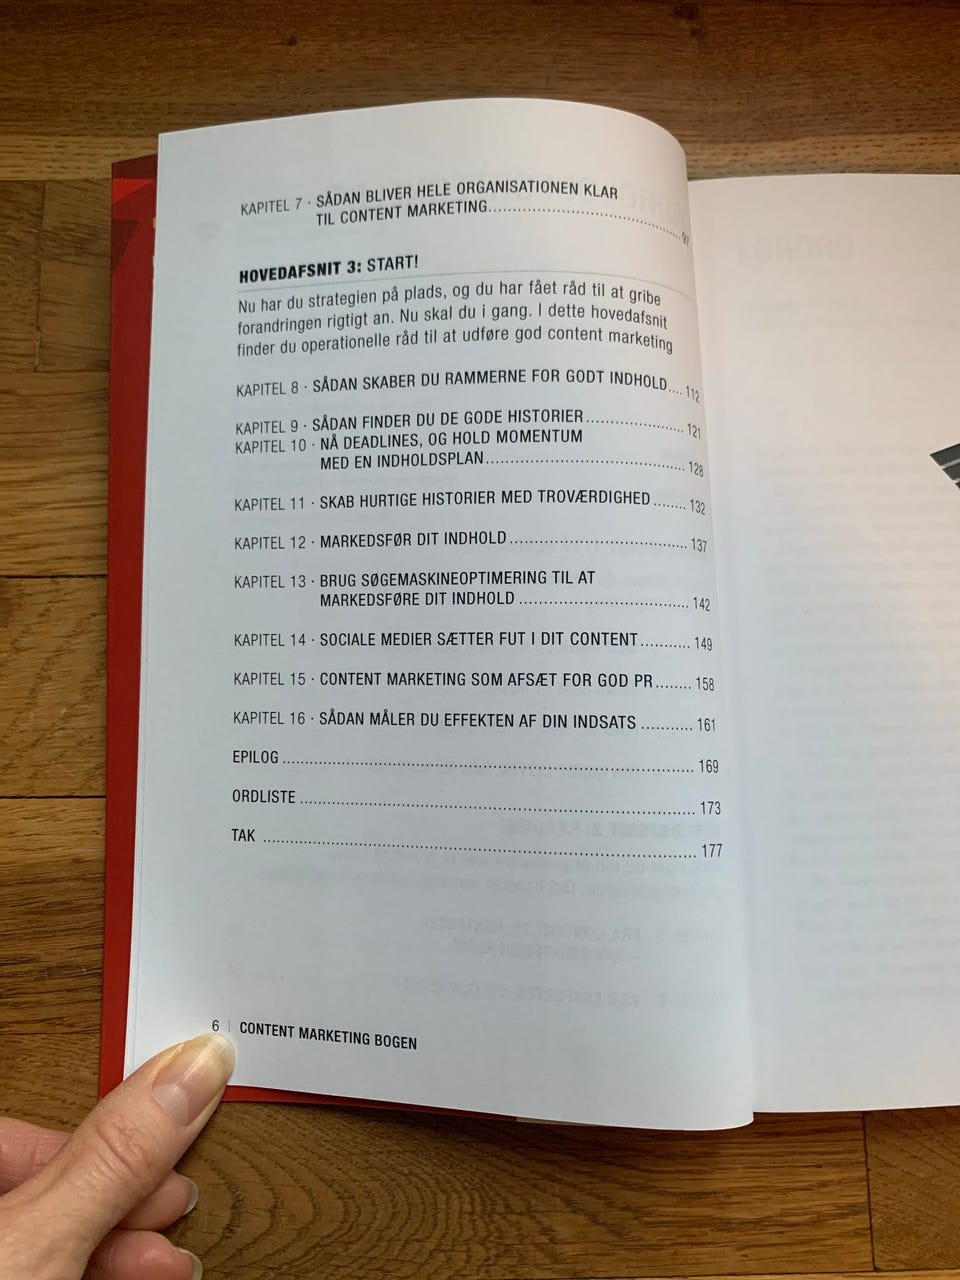 KAPITEL 7 · SÅDAN BLIVER HELE ORGANISATIONEN KLAR
TIL CONTENT MARKETING.................................................97
HOVEDAFSNIT 3: START!
Nu har du strategien på plads, og du har fået råd til at gribe
forandringen rigtigt an. Nu skal du i gang. I dette hovedafsnit
finder du operationelle råd til at udføre god content marketing
KAPITEL 8 · SÅDAN SKABER DU RAMMERNE FOR GODT INDHOLD.... 112
KAPITEL 9 · SÅDAN FINDER DU DE GODE HISTORIER........................ 121
KAPITEL 10 · NÅ DEADLINES, OG HOLD MOMENTUM
MED EN INDHOLDSPLAN................................................ 128
KAPITEL 11 · SKAB HURTIGE HISTORIER MED TROVÆRDIGHED........ 132
KAPITEL 12 · MARKEDSFØR DIT INDHOLD........................................... 137
KAPITEL 13 · BRUG SØGEMASKINEOPTIMERING TIL AT
MARKEDSFØRE DIT INDHOLD ......................................... 142
KAPITEL 14 · SOCIALE MEDIER SÆTTER FUT I DIT CONTENT........... 149
KAPITEL 15 · CONTENT MARKETING SOM AFSÆT FOR GOD PR........ 158
KAPITEL 16 · SÅDAN MÅLER DU EFFEKTEN AF DIN INDSATS ........... 161
EPILOG.................................................................................................... 169
ORDLISTE................................................................................................ 173
TAK ......................................................................................................... 177
6 | CONTENT MARKETING BOGEN